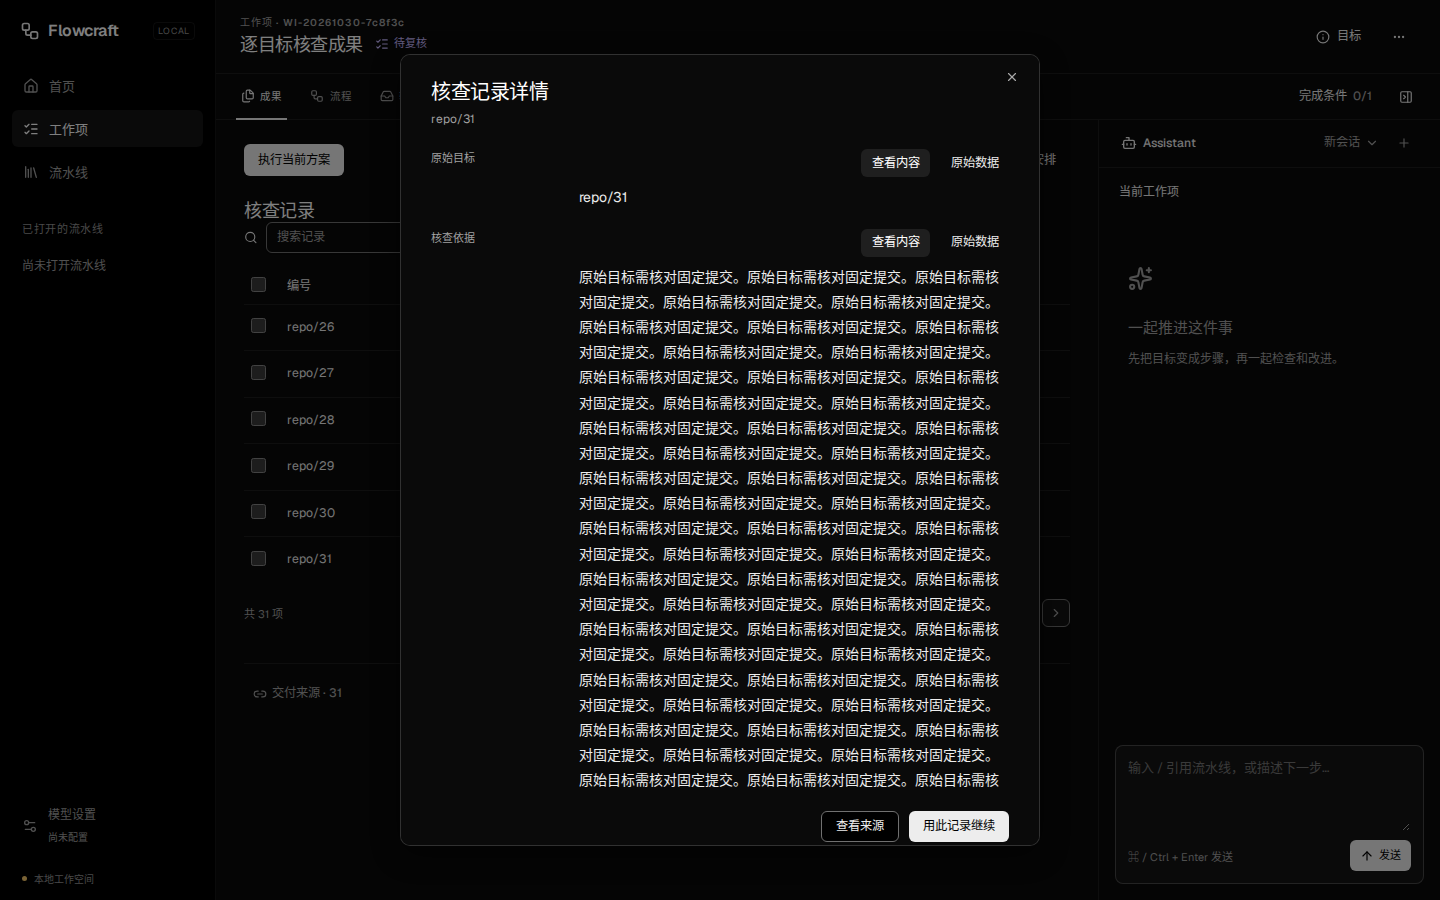 Flowcraft
LOCAL
首页
工作项
流水线
已打开的流水线
尚未打开流水线
模型设置
尚未配置
本地工作空间
工作项 · WI-20261030-7c8f3c
逐目标核查成果
待复核
目标
成果
流程
完成条件 0/1
执行当前方案
排
核查记录
搜索记录
编号
repo/26
repo/27
repo/28
repo/29
repo/30
repo/31
共 31 项
交付来源 · 31
核查记录详情
repo/31
原始目标
查看内容
原始数据
repo/31
核查依据
查看内容
原始数据
原始目标需核对固定提交。原始目标需核对固定提交。原始目标需核
对固定提交。原始目标需核对固定提交。原始目标需核对固定提交。
原始目标需核对固定提交。原始目标需核对固定提交。原始目标需核
对固定提交。原始目标需核对固定提交。原始目标需核对固定提交。
原始目标需核对固定提交。原始目标需核对固定提交。原始目标需核
对固定提交。原始目标需核对固定提交。原始目标需核对固定提交。
原始目标需核对固定提交。原始目标需核对固定提交。原始目标需核
对固定提交。原始目标需核对固定提交。原始目标需核对固定提交。
原始目标需核对固定提交。原始目标需核对固定提交。原始目标需核
对固定提交。原始目标需核对固定提交。原始目标需核对固定提交。
原始目标需核对固定提交。原始目标需核对固定提交。原始目标需核
对固定提交。原始目标需核对固定提交。原始目标需核对固定提交。
原始目标需核对固定提交。原始目标需核对固定提交。原始目标需核
对固定提交。原始目标需核对固定提交。原始目标需核对固定提交。
原始目标需核对固定提交。原始目标需核对固定提交。原始目标需核
对固定提交。原始目标需核对固定提交。原始目标需核对固定提交。
原始目标需核对固定提交。原始目标需核对固定提交。原始目标需核
对固定提交。原始目标需核对固定提交。原始目标需核对固定提交。
原始目标需核对固定提交。原始目标需核对固定提交。原始目标需核
对固定提交。原始目标需核对固定提交。原始目标需核对固定提交。
原始目标需核对固定提交。原始目标需核对固定提交。原始目标需核
查看来源
用此记录继续
Assistant
新会话
当前工作项
一起推进这件事
先把目标变成步骤，再一起检查和改进。
输入 / 引用流水线，或描述下一步...
⌘ / Ctrl + Enter 发送
发送